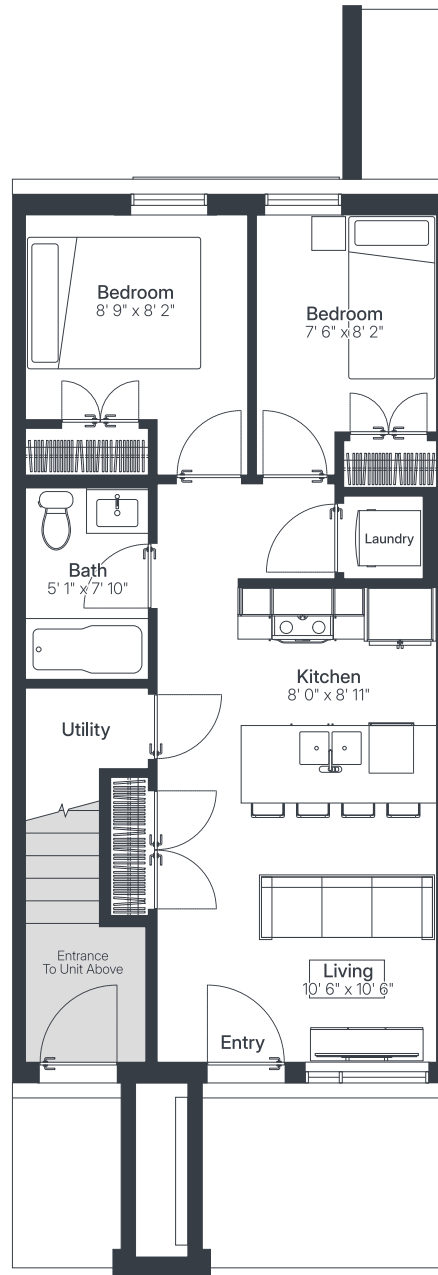 Bedroom
8' 9" x 8' 2"
Bedroom
7' 6" x 8' 2"
Laundry
Bath
5' 1" x 7' 10"
Kitchen
8' 0" x 8' 11"
Utility
Entrance
To Unit Above
Living
10' 6" x 10' 6"
Entry